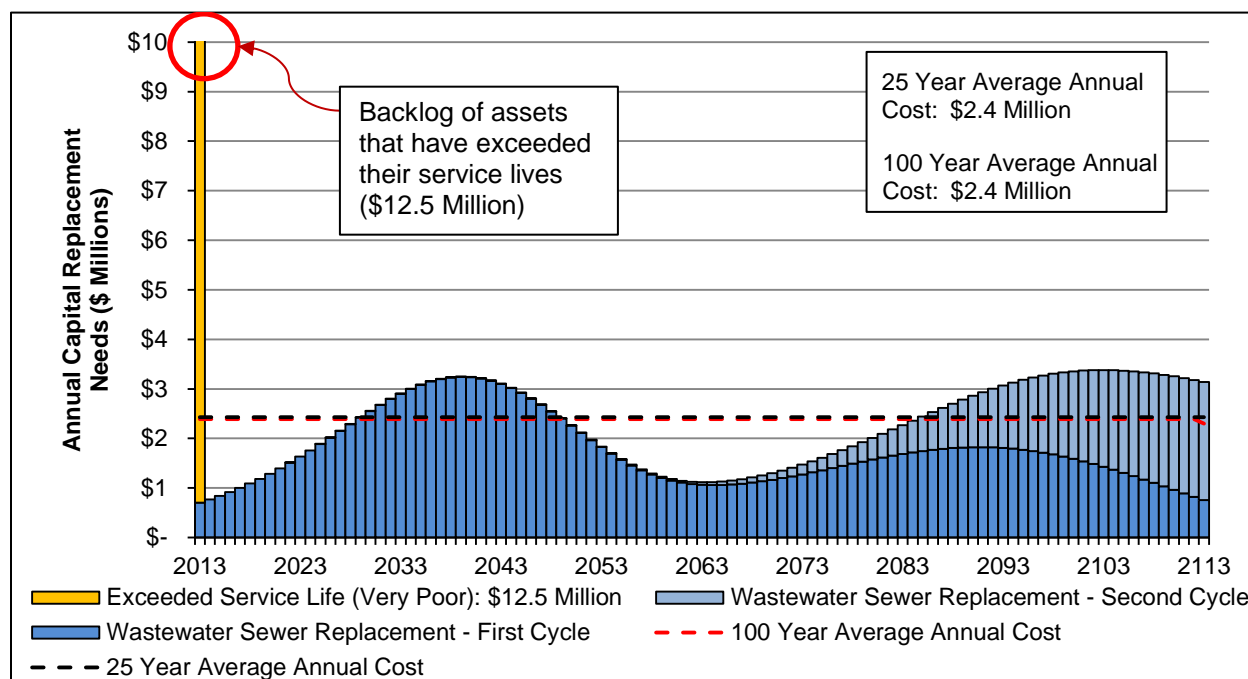 $10
$9
$8
$7
$6
$5
$4
$3
$2
$1
$-
Annual Capital Replacement
Needs ($ Millions)
Backlog of assets
that have exceeded
their service lives
($12.5 Million)
25 Year Average Annual
Cost: $2.4 Million
100 Year Average Annual
Cost: $2.4 Million
2013 2023 2033 2043 2053 2063 2073 2083 2093 2103 2113
Exceeded Service Life (Very Poor): $12.5 Million
Wastewater Sewer Replacement - Second Cycle
Wastewater Sewer Replacement - First Cycle
100 Year Average Annual Cost
25 Year Average Annual Cost